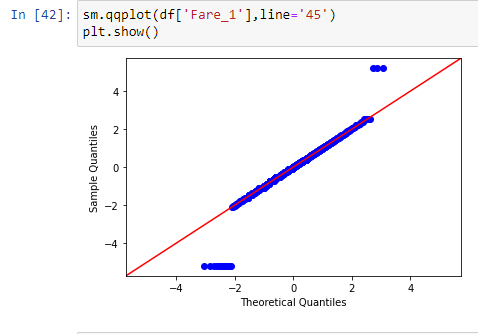 In [42]: sm.qqplot(df['Fare_1'],line='45')
plt.show()
4
2
0
−2
−4
Sample Quantiles
−4 −2 0 2 4
Theoretical Quantiles